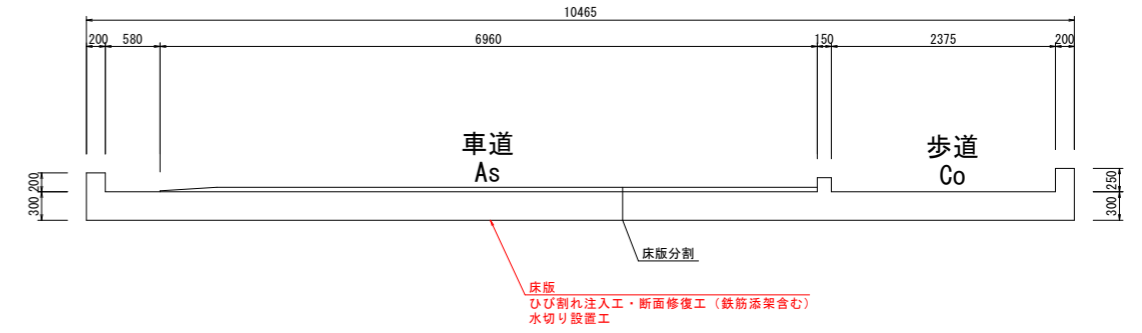 10465
200 580 6960 150 2375 200
車道
As
歩道
Co
200
300
250
300
床版分割
床版
ひび割れ注入工・断面修復工（鉄筋添架含む）
水切り設置工